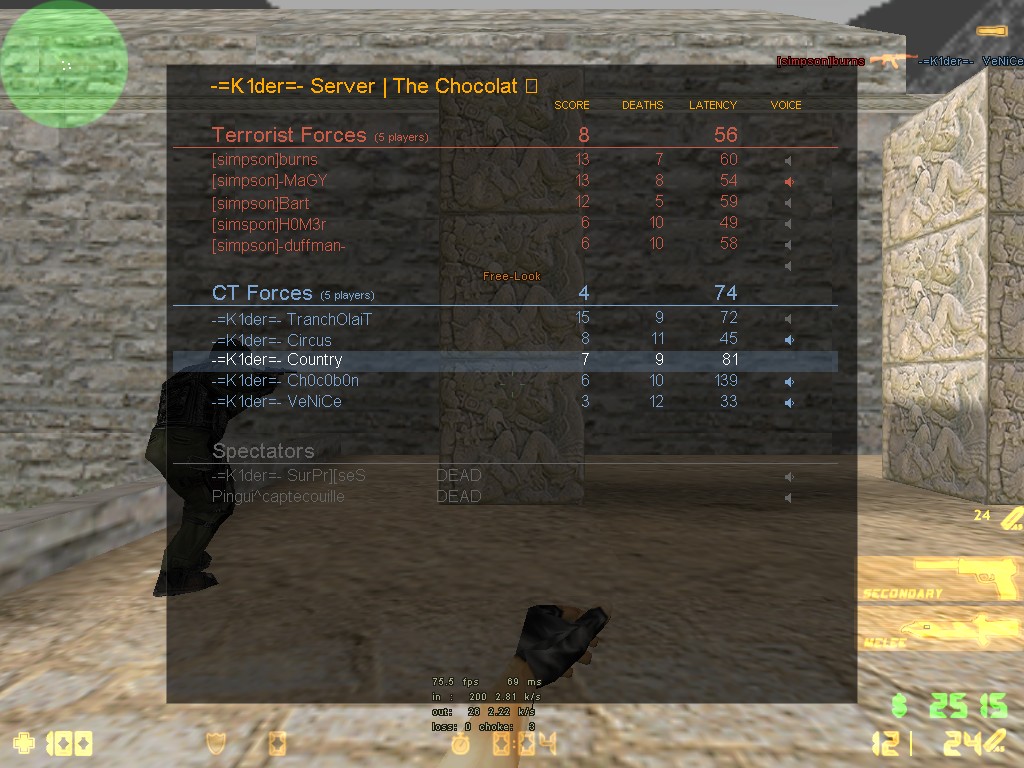 [simpson]burns -=K1der=- VeNiCe
-=K1der=- Server | The Chocolat
SCORE DEATHS LATENCY VOICE
Terrorist Forces (5 players) 8 56
[simpson]burns 13 7 60
[simpson]-MaGY 13 8 54
[simpson]Bart 12 5 59
[simspon]H0M3r 6 10 49
[simpson]-duffman- 6 10 58
Free-Look
CT Forces (5 players) 4 74
-=K1der=- TranchOlaiT 15 9 72
-=K1der=- Circus 8 11 45
-=K1der=- Country 7 9 81
-=K1der=- Ch0c0b0n 6 10 139
-=K1der=- VeNiCe 3 12 33
Spectators
-=K1der=- SurPr][seS DEAD
Pingui^captecouille DEAD
24
SECONDARY
MELEE
75.5 fps 69 ms
in : 200 2.81 k/s
out: 26 2.22 k/s
loss: 0 choke: 3
$ 2515
100 0 0:04 12 | 24